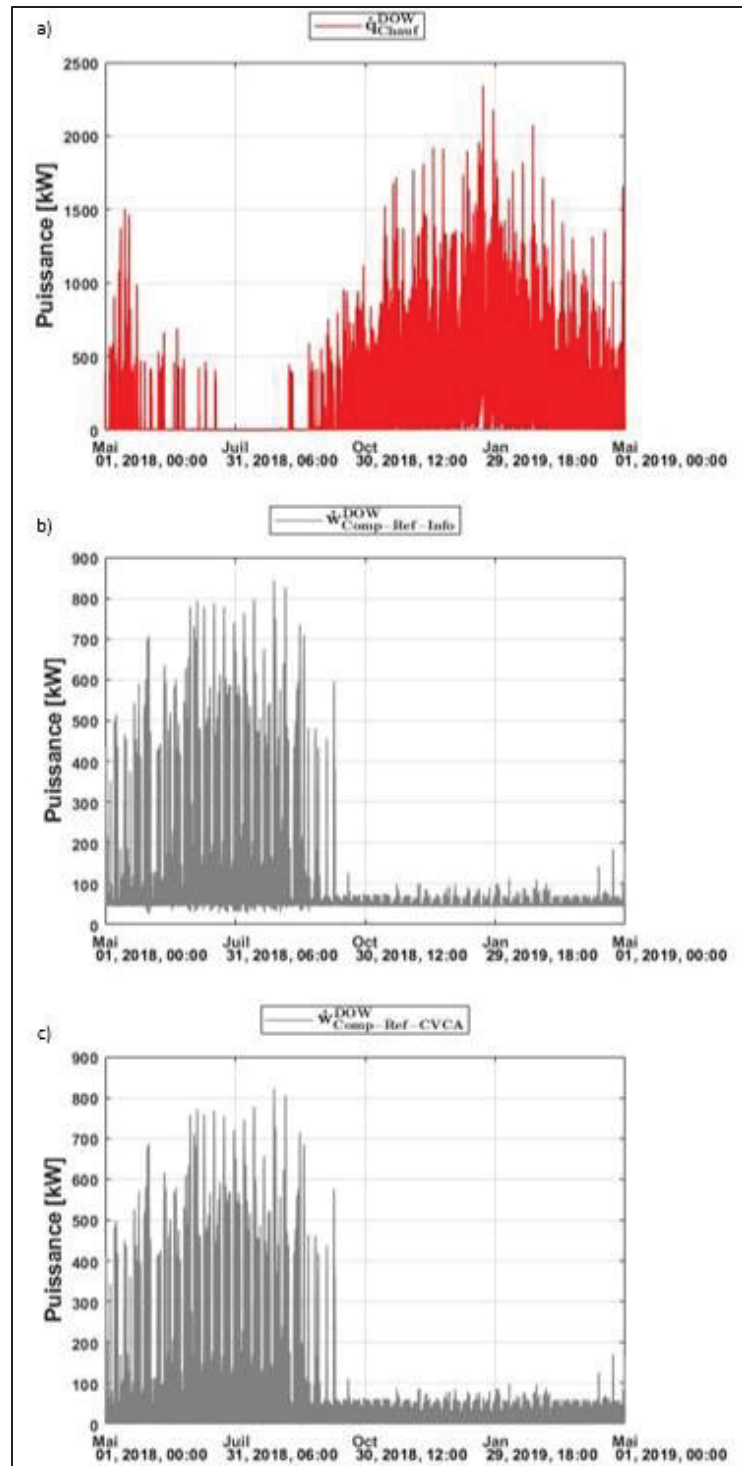 a)
q̇ DOW Chauf
2500
2000
1500
1000
500
0
Puissance [kW]
Mai Juil Oct Jan Mai
01, 2018, 00:00 31, 2018, 06:00 30, 2018, 12:00 29, 2019, 18:00 01, 2019, 00:00
b)
ẇ DOW Comp-Ref-Info
900
800
700
600
500
400
300
200
100
0
Puissance [kW]
Mai Juil Oct Jan Mai
01, 2018, 00:00 31, 2018, 06:00 30, 2018, 12:00 29, 2019, 18:00 01, 2019, 00:00
c)
ẇ DOW Comp-Ref-CVCA
900
800
700
600
500
400
300
200
100
0
Puissance [kW]
Mai Juil Oct Jan Mai
01, 2018, 00:00 31, 2018, 06:00 30, 2018, 12:00 29, 2019, 18:00 01, 2019, 00:00